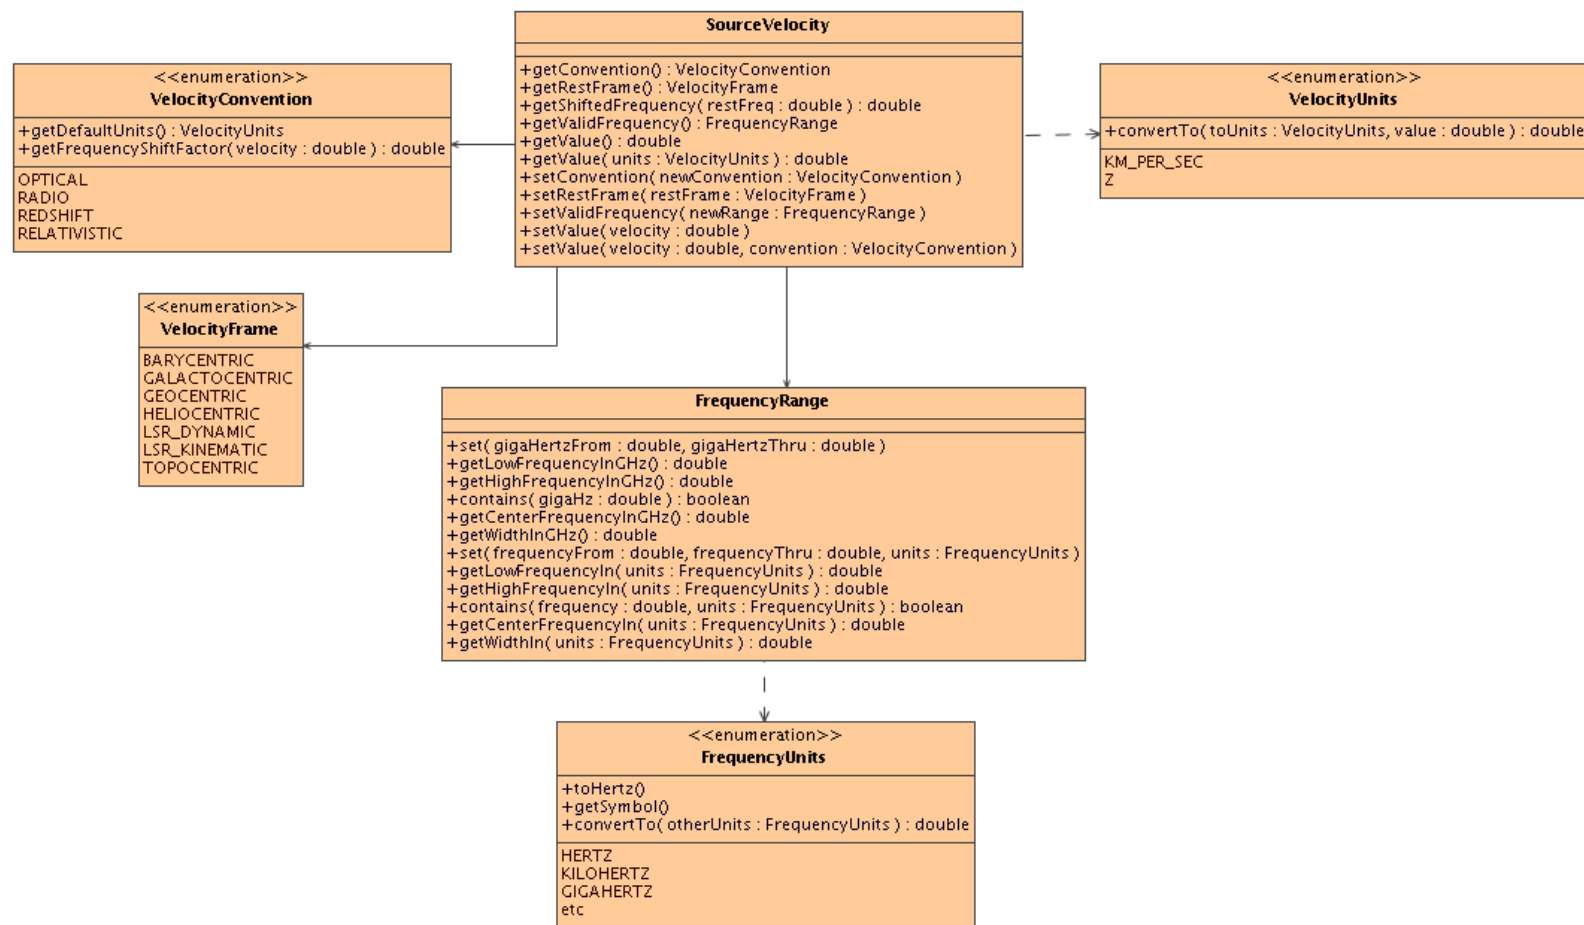 SourceVelocity
+getConvention() : VelocityConvention
+getRestFrame() : VelocityFrame
+getShiftedFrequency( restFreq : double ) : double
+getValidFrequency() : FrequencyRange
+getValue() : double
+getValue( units : VelocityUnits ) : double
+setConvention( newConvention : VelocityConvention )
+setRestFrame( restFrame : VelocityFrame )
+setValidFrequency( newRange : FrequencyRange )
+setValue( velocity : double )
+setValue( velocity : double, convention : VelocityConvention )
<<enumeration>>
VelocityConvention
+getDefaultUnits() : VelocityUnits
+getFrequencyShiftFactor( velocity : double ) : double
OPTICAL
RADIO
REDSHIFT
RELATIVISTIC
<<enumeration>>
VelocityUnits
+convertTo( toUnits : VelocityUnits, value : double ) : double
KM_PER_SEC
Z
<<enumeration>>
VelocityFrame
BARYCENTRIC
GALACTOCENTRIC
GEOCENTRIC
HELIOCENTRIC
LSR_DYNAMIC
LSR_KINEMATIC
TOPOCENTRIC
FrequencyRange
+set( gigaHertzFrom : double, gigaHertzThru : double )
+getLowFrequencyInGHz() : double
+getHighFrequencyInGHz() : double
+contains( gigaHz : double ) : boolean
+getCenterFrequencyInGHz() : double
+getWidthInGHz() : double
+set( frequencyFrom : double, frequencyThru : double, units : FrequencyUnits )
+getLowFrequencyIn( units : FrequencyUnits ) : double
+getHighFrequencyIn( units : FrequencyUnits ) : double
+contains( frequency : double, units : FrequencyUnits ) : boolean
+getCenterFrequencyIn( units : FrequencyUnits ) : double
+getWidthIn( units : FrequencyUnits ) : double
<<enumeration>>
FrequencyUnits
+toHertz()
+getSymbol()
+convertTo( otherUnits : FrequencyUnits ) : double
HERTZ
KILOHERTZ
GIGAHERTZ
etc